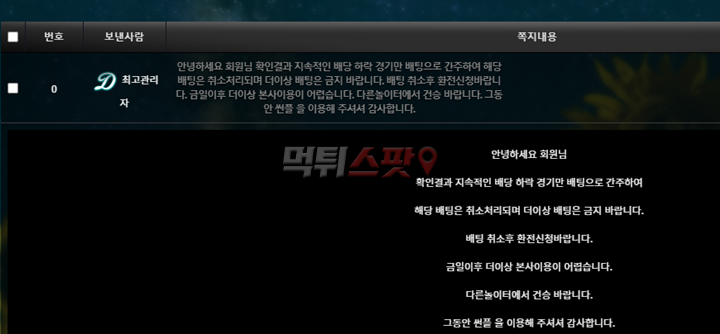 번호 보낸사람 쪽지내용
안녕하세요 회원님 확인결과 지속적인 배당 하락 경기만 배팅으로 간주하여 해당
0 D 최고관리 배팅은 취소처리되며 더이상 배팅은 금지 바랍니다. 배팅 취소후 환전신청바랍니
자 다. 금일이후 더이상 본사이용이 어렵습니다. 다른놀이터에서 건승 바랍니다. 그동
안 썬플 을 이용해 주셔셔 감사합니다.
먹튀스팟
안녕하세요 회원님
확인결과 지속적인 배당 하락 경기만 배팅으로 간주하여
해당 배팅은 취소처리되며 더이상 배팅은 금지 바랍니다.
배팅 취소후 환전신청바랍니다.
금일이후 더이상 본사이용이 어렵습니다.
다른놀이터에서 건승 바랍니다.
그동안 썬플 을 이용해 주셔셔 감사합니다.